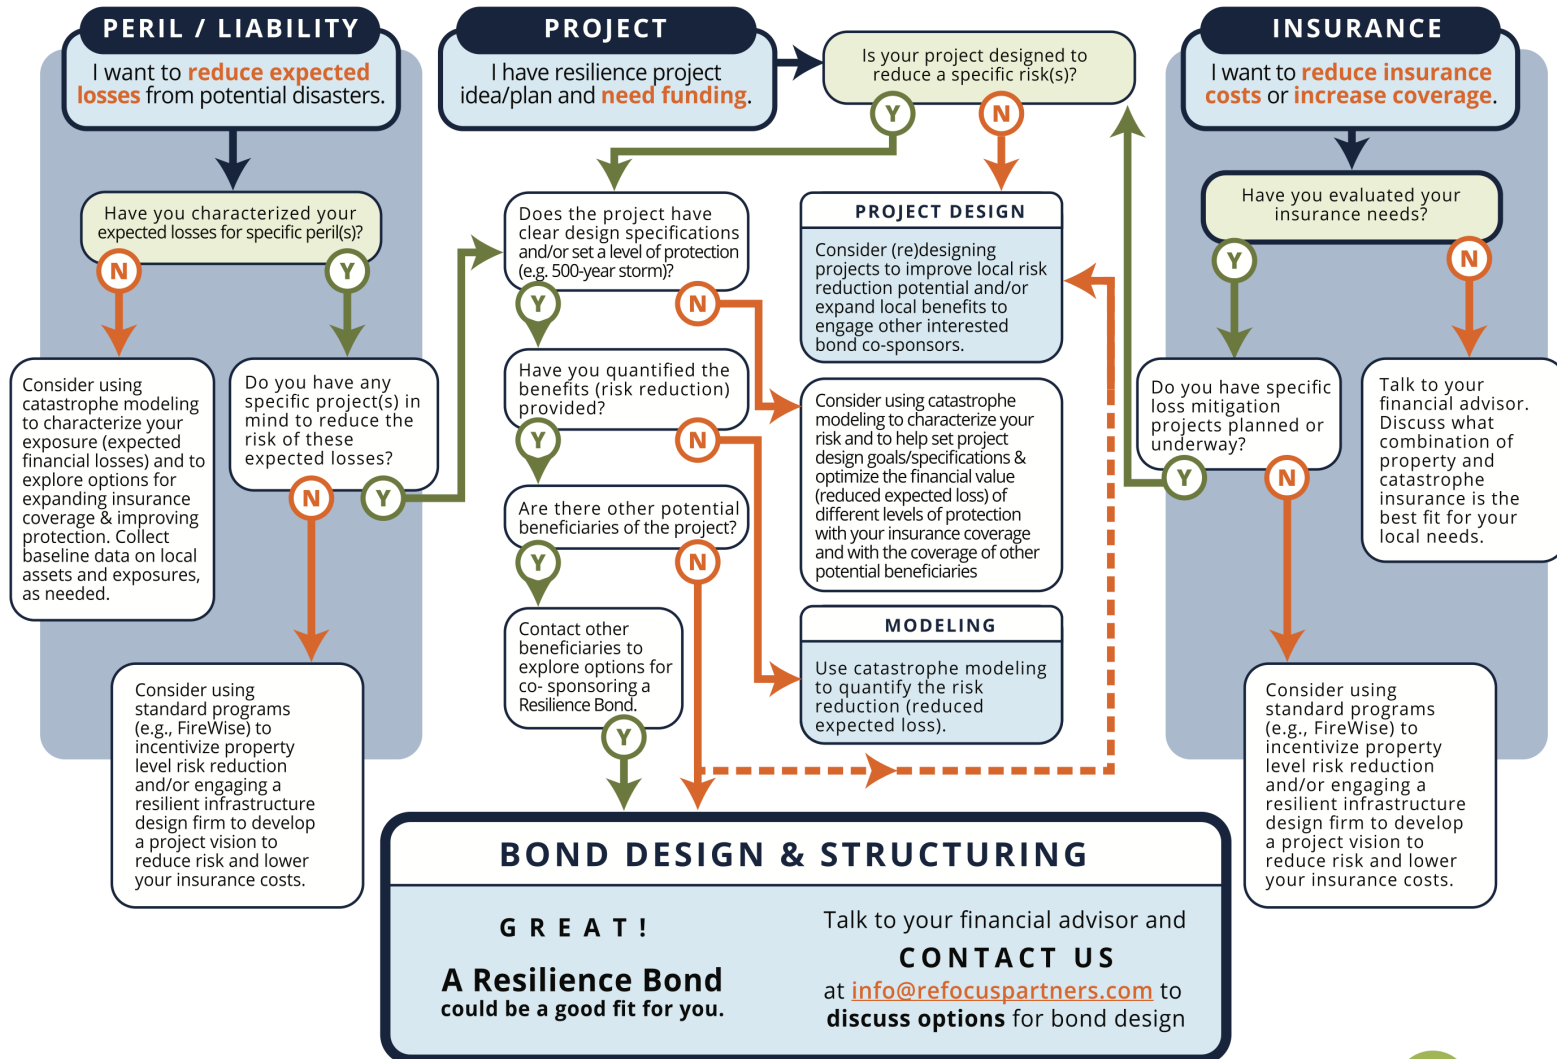 PERIL / LIABILITY
I want to reduce expected
losses from potential disasters.
Have you characterized your
expected losses for specific peril(s)?
N
Y
Consider using
catastrophe modeling
to characterize your
exposure (expected
financial losses) and to
explore options for
expanding insurance
coverage & improving
protection. Collect
baseline data on local
assets and exposures,
as needed.
Do you have any
specific project(s) in
mind to reduce the
risk of these
expected losses?
N
Y
Consider using
standard programs
(e.g., FireWise) to
incentivize property
level risk reduction
and/or engaging a
resilient infrastructure
design firm to develop
a project vision to
reduce risk and lower
your insurance costs.
PROJECT
I have resilience project
idea/plan and need funding.
Is your project designed to
reduce a specific risk(s)?
Y
N
Does the project have
clear design specifications
and/or set a level of protection
(e.g. 500-year storm)?
Y
N
Have you quantified the
benefits (risk reduction)
provided?
Y
N
Are there other potential
beneficiaries of the project?
Y
N
Contact other
beneficiaries to
explore options for
co- sponsoring a
Resilience Bond.
Y
PROJECT DESIGN
Consider (re)designing
projects to improve local risk
reduction potential and/or
expand local benefits to
engage other interested
bond co-sponsors.
Consider using catastrophe
modeling to characterize your
risk and to help set project
design goals/specifications &
optimize the financial value
(reduced expected loss) of
different levels of protection
with your insurance coverage
and with the coverage of other
potential beneficiaries
MODELING
Use catastrophe modeling
to quantify the risk
reduction (reduced
expected loss).
INSURANCE
I want to reduce insurance
costs or increase coverage.
Have you evaluated your
insurance needs?
Y
N
Do you have specific
loss mitigation
projects planned or
underway?
Y
N
Talk to your
financial advisor.
Discuss what
combination of
property and
catastrophe
insurance is the
best fit for your
local needs.
Consider using
standard programs
(e.g., FireWise) to
incentivize property
level risk reduction
and/or engaging a
resilient infrastructure
design firm to develop
a project vision to
reduce risk and lower
your insurance costs.
BOND DESIGN & STRUCTURING
GREAT!
A Resilience Bond
could be a good fit for you.
Talk to your financial advisor and
CONTACT US
at info@refocuspartners.com to
discuss options for bond design